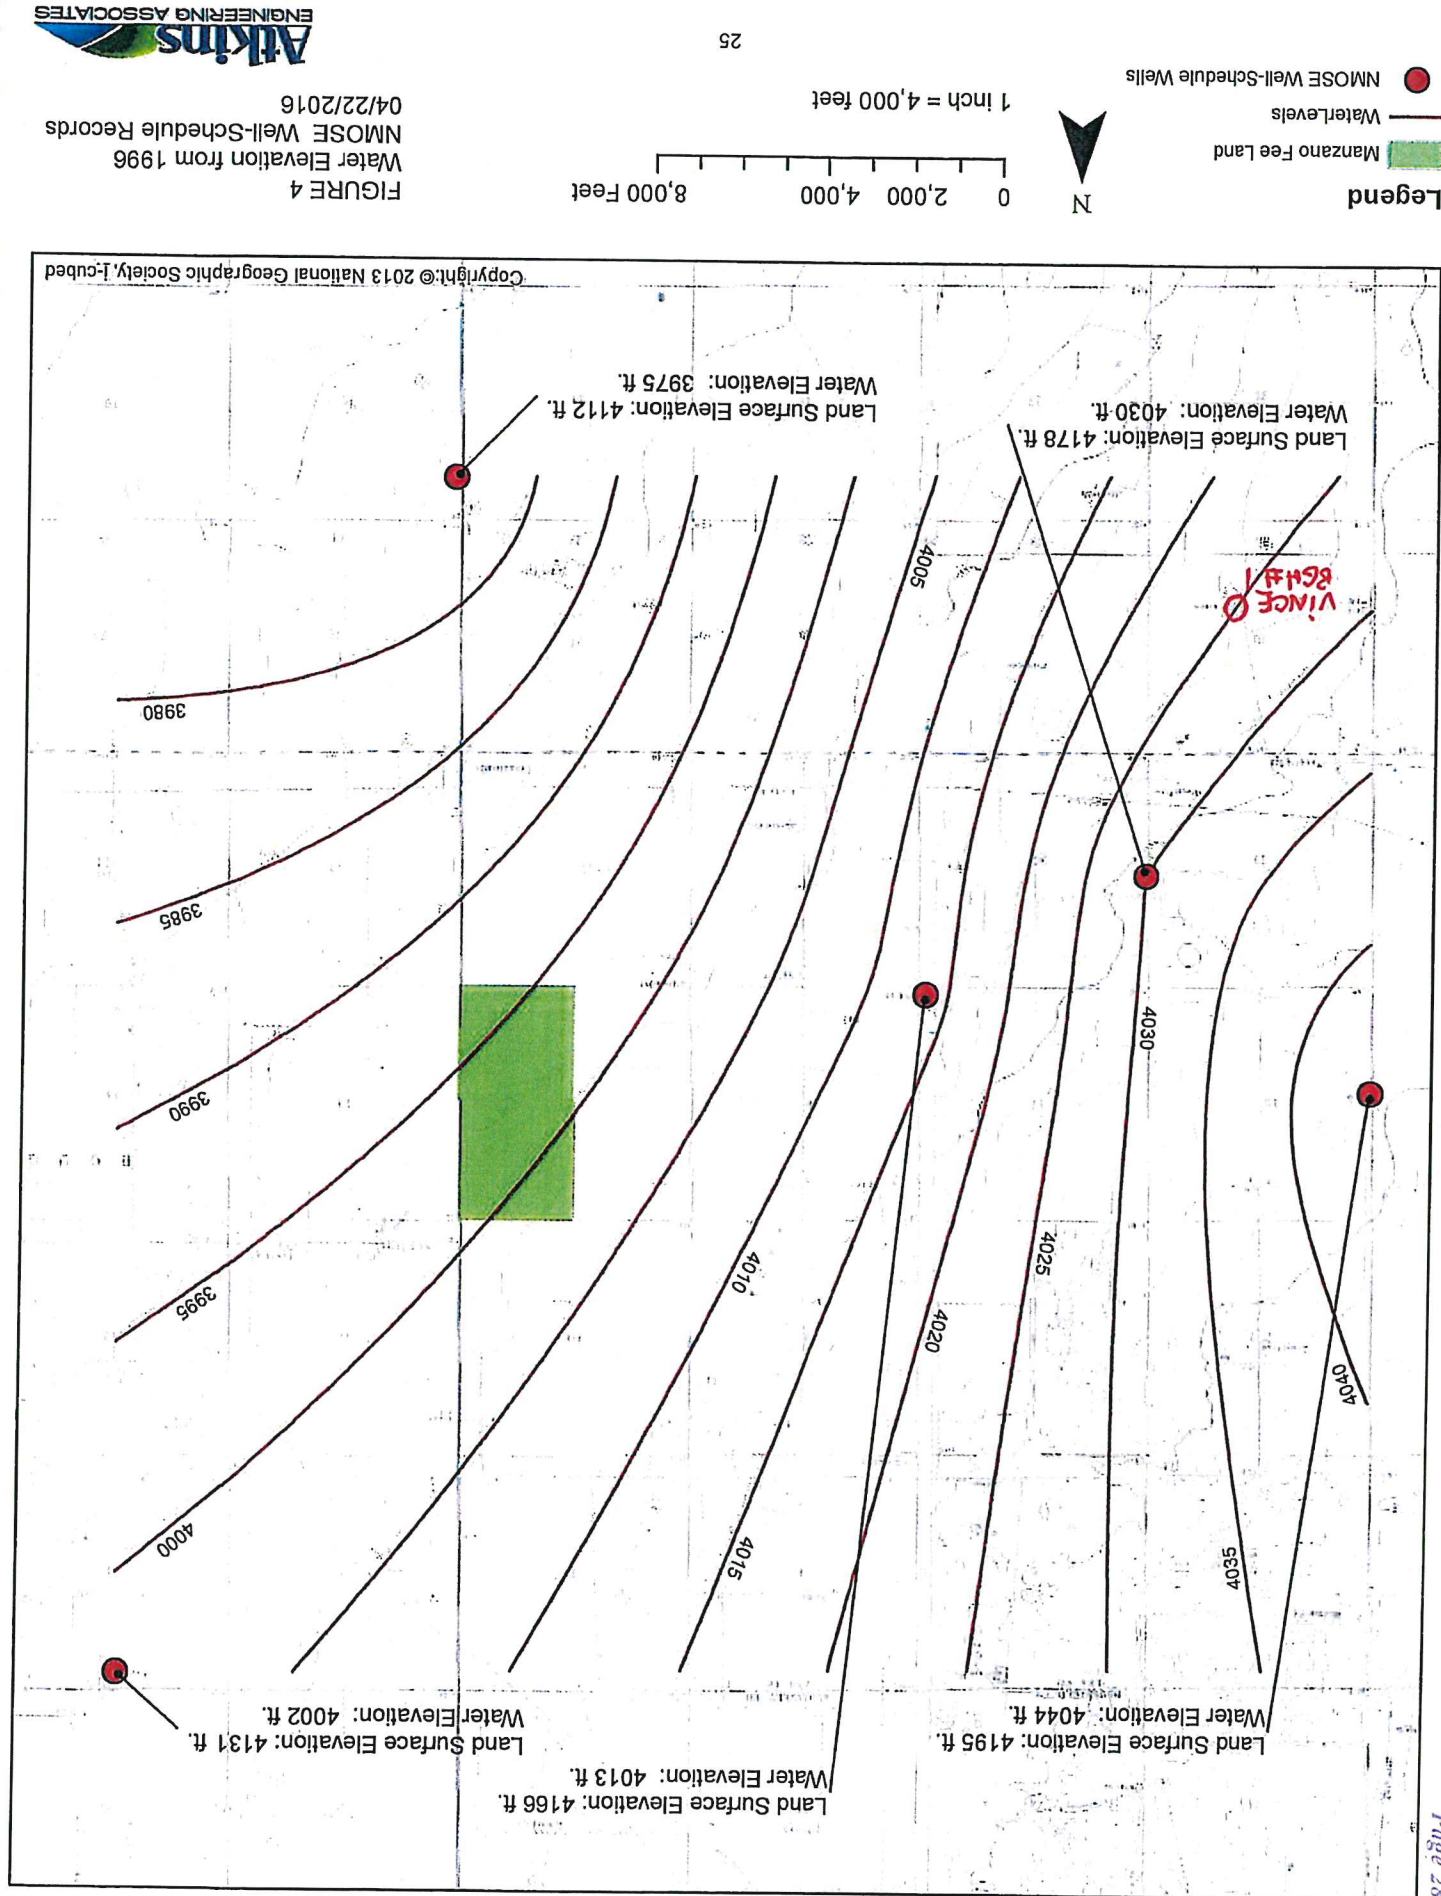 Land Surface Elevation: 4166 ft.
Water Elevation: 4013 ft.
Land Surface Elevation: 4195 ft.
Water Elevation: 4044 ft.
Land Surface Elevation: 4131 ft.
Water Elevation: 4002 ft.
4035
4015
4000
4040
4020
4010
3995
4025
3990
4030
3985
3980
VINCE
BGH #1
4005
Land Surface Elevation: 4178 ft.
Water Elevation: 4030 ft.
Land Surface Elevation: 4112 ft.
Water Elevation: 3975 ft.
Copyright:© 2013 National Geographic Society, i-cubed
Legend
Manzano Fee Land
WaterLevels
NMOSE Well-Schedule Wells
N
0 2,000 4,000 8,000 Feet
1 inch = 4,000 feet
FIGURE 4
Water Elevation from 1996
NMOSE Well-Schedule Records
04/22/2016
Atkins
ENGINEERING ASSOCIATES
25